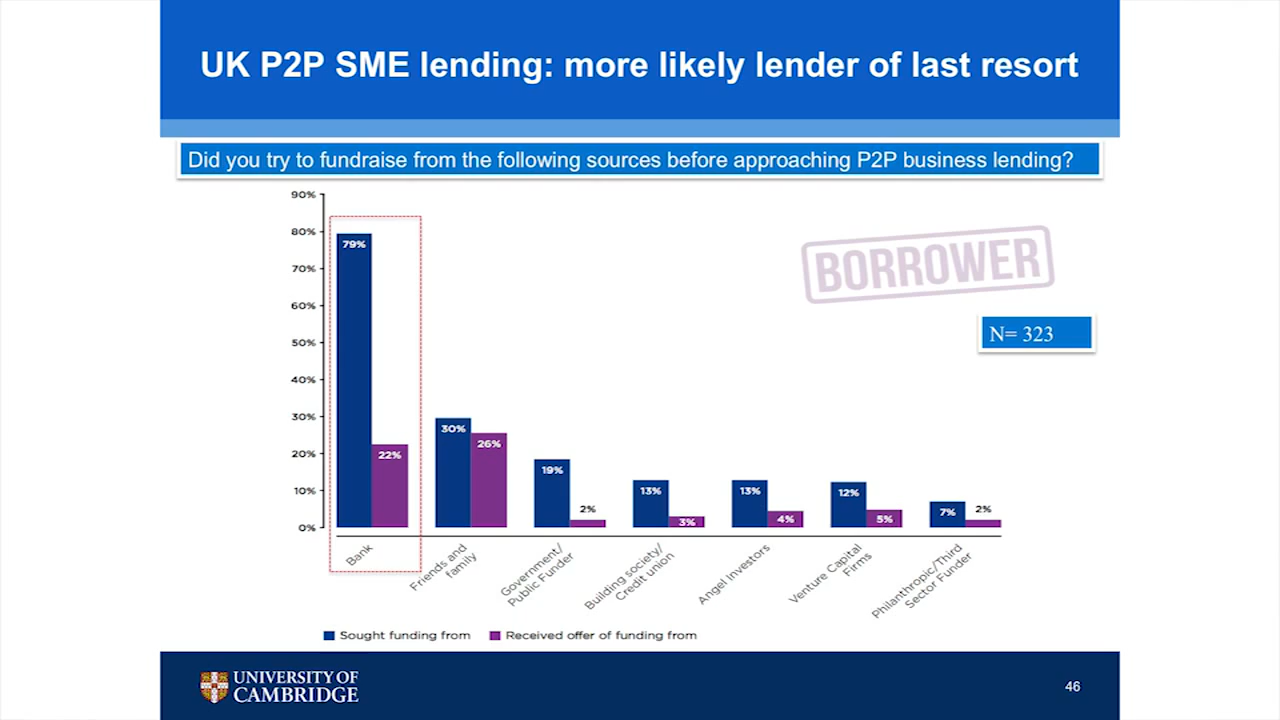 UK P2P SME lending: more likely lender of last resort
Did you try to fundraise from the following sources before approaching P2P business lending?
90%
80%
70%
60%
50%
40%
30%
20%
10%
0%
79%
22%
30%
26%
19%
2%
13%
3%
13%
4%
12%
5%
7%
2%
BORROWER
N= 323
Bank
Friends and
family
Government/
Public Funder
Building society/
Credit union
Angel Investors
Venture Capital
Firms
Philanthropic/Third
Sector Funder
Sought funding from
Received offer of funding from
UNIVERSITY OF
CAMBRIDGE
46